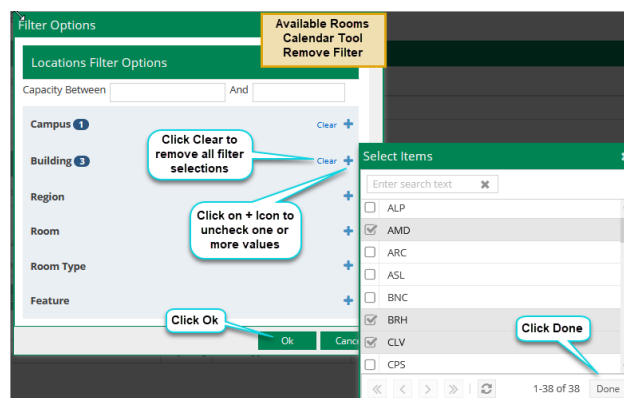 Filter Options
Available Rooms
Calendar Tool
Remove Filter
Locations Filter Options
Capacity Between
And
Campus 1
Clear +
Click Clear to
remove all filter
selections
Building 3
Clear +
Region
+
Click on + Icon to
uncheck one or
more values
Room
+
Room Type
+
Feature
+
Click Ok
Ok
Canc
Select Items
Enter search text
ALP
AMD
ARC
ASL
BNC
BRH
CLV
CPS
Click Done
1-38 of 38
Done